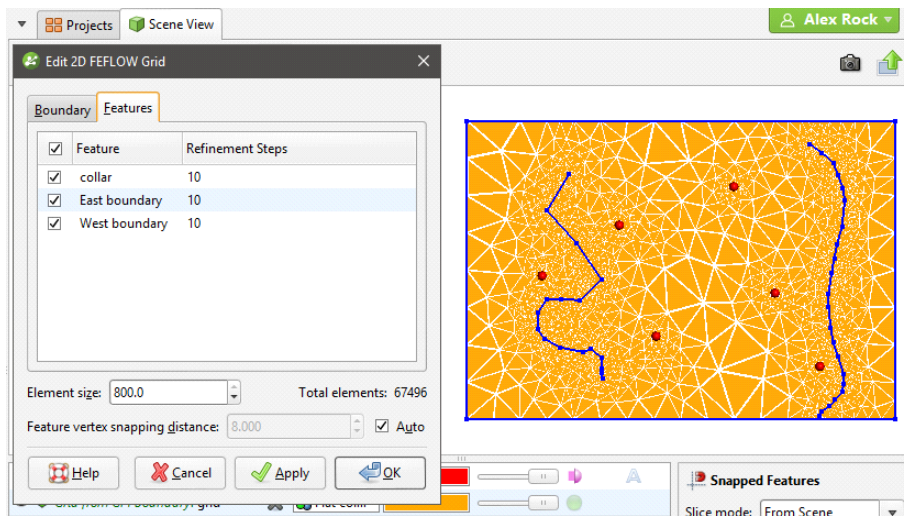 Projects Scene View Alex Rock
Edit 2D FEFLOW Grid
Boundary Features
Feature Refinement Steps
collar 10
East boundary 10
West boundary 10
Element size: 800.0 Total elements: 67496
Feature vertex snapping distance: 8.000 Auto
Help Cancel Apply OK
A
Snapped Features
Slice mode: From Scene